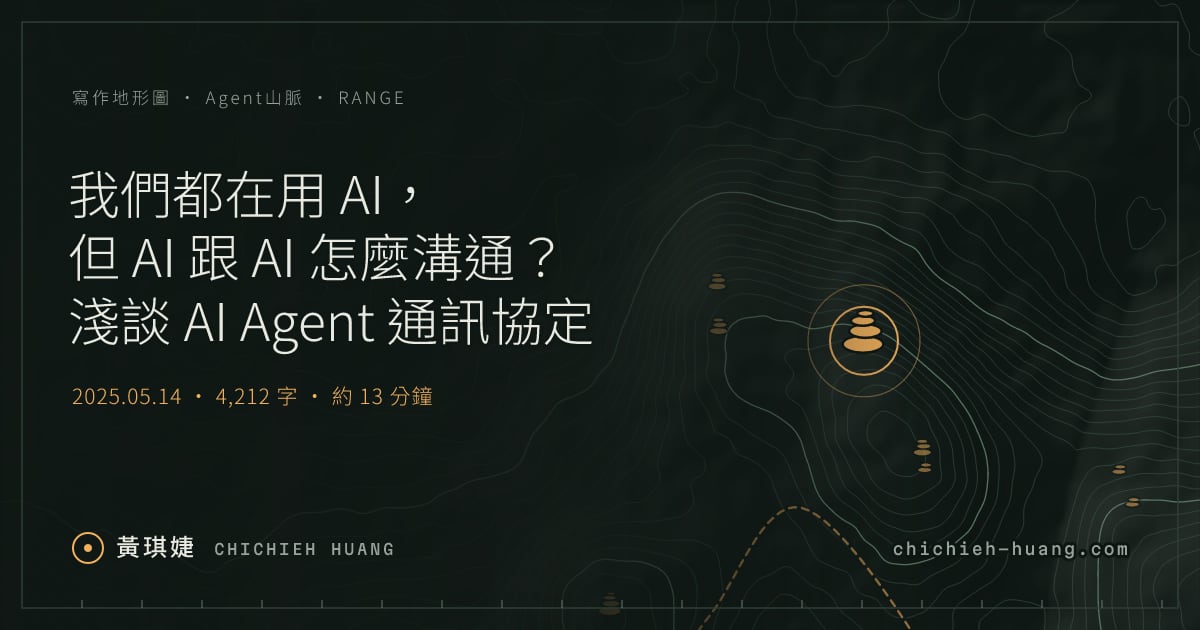 寫作地形圖 · Agent山脈 · RANGE
我們都在用 AI，
但 AI 跟 AI 怎麼溝通？
淺談 AI Agent 通訊協定
2025.05.14 · 4,212 字 · 約 13 分鐘
黃琪婕 CHICHIEH HUANG
chichieh-huang.com